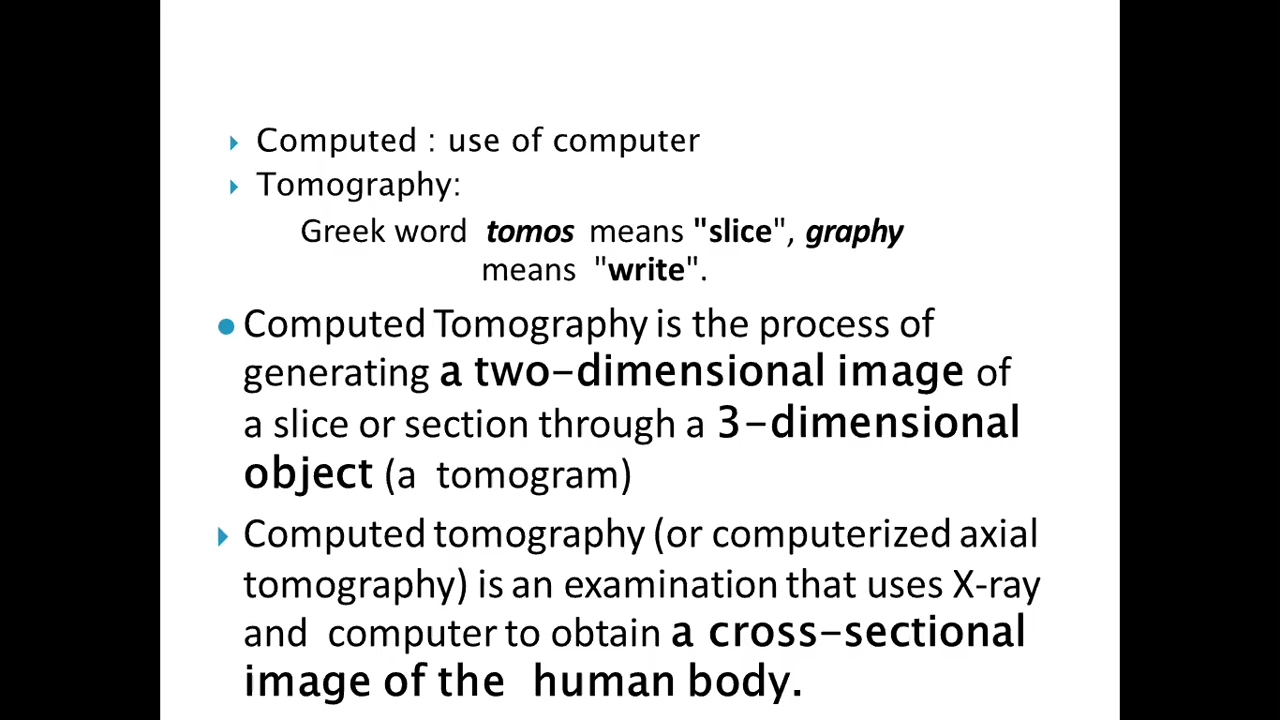 Computed : use of computer
Tomography:
Greek word tomos means "slice", graphy
means "write".
Computed Tomography is the process of
generating a two-dimensional image of
a slice or section through a 3-dimensional
object (a tomogram)
Computed tomography (or computerized axial
tomography) is an examination that uses X-ray
and computer to obtain a cross-sectional
image of the human body.